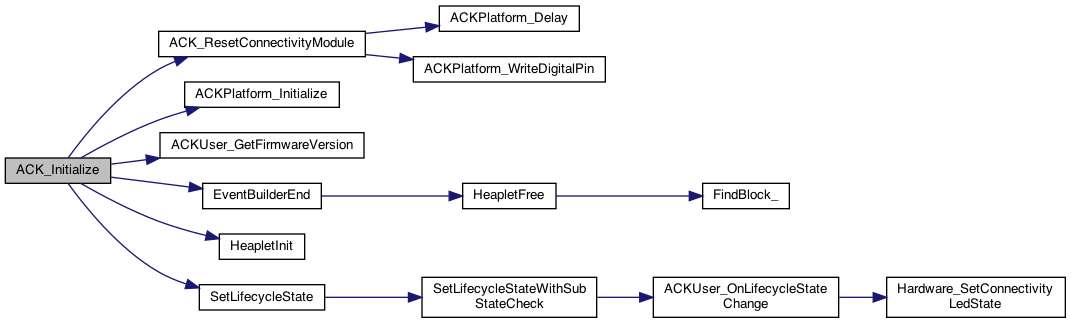 ACKPlatform_Delay
ACK_ResetConnectivityModule
ACKPlatform_WriteDigitalPin
ACKPlatform_Initialize
ACKUser_GetFirmwareVersion
ACK_Initialize
EventBuilderEnd
HeapletFree
FindBlock_
HeapletInit
SetLifecycleState
SetLifecycleStateWithSub
StateCheck
ACKUser_OnLifecycleState
Change
Hardware_SetConnectivity
LedState